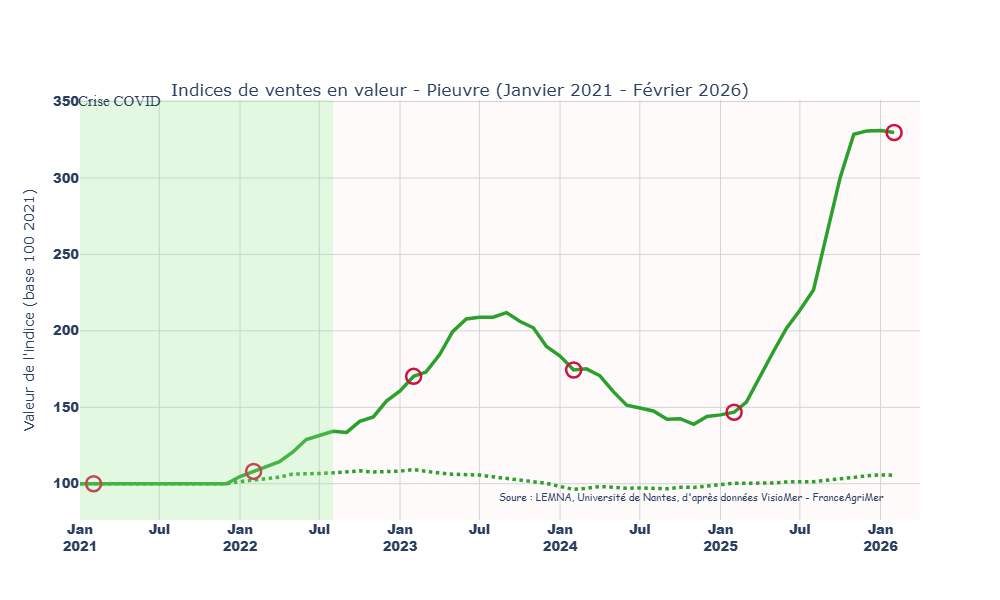 Indices de ventes en valeur - Pieuvre (Janvier 2021 - Février 2026)
Crise COVID
Valeur de l'indice (base 100 2021)
350
300
250
200
150
100
Soure : LEMNA, Université de Nantes, d'après données VisioMer - FranceAgriMer
Jan Jul Jan Jul Jan Jul Jan Jul Jan Jul Jan
2021 2022 2023 2024 2025 2026